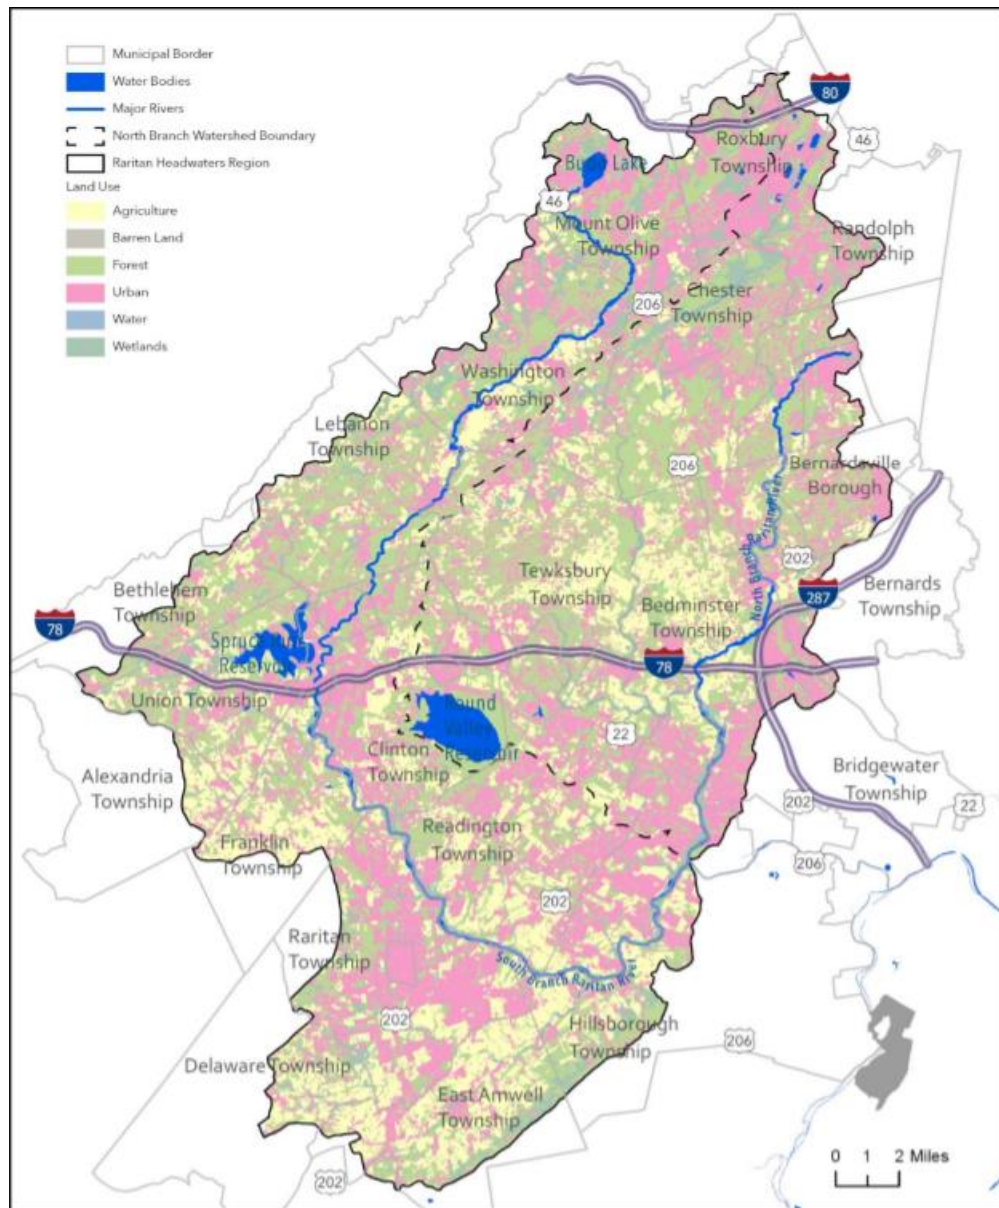 Municipal Border
Water Bodies
Major Rivers
North Branch Watershed Boundary
Raritan Headwaters Region
Land Use
Agriculture
Barren Land
Forest
Urban
Water
Wetlands
80
46
Roxbury
Township
Lake
46
Mount Olive
Township
Randolph
Township
206
Chester
Township
Washington
Township
Lebanon
Township
206
Bernardsville
Borough
North Branch
River
202
Bethlehem
Township
Tewksbury
Township
Bedminster
Township
287
Bernards
Township
78
Reservoir
78
Union Township
Round
Valley
Reservoir
22
Clinton
Township
Alexandria
Township
Bridgewater
Township
202
22
Readington
Township
Franklin
Township
206
202
Raritan
Township
South Branch Raritan River
202
Hillsborough
Township
206
Delaware Township
East Amwell
Township
202
0 1 2 Miles